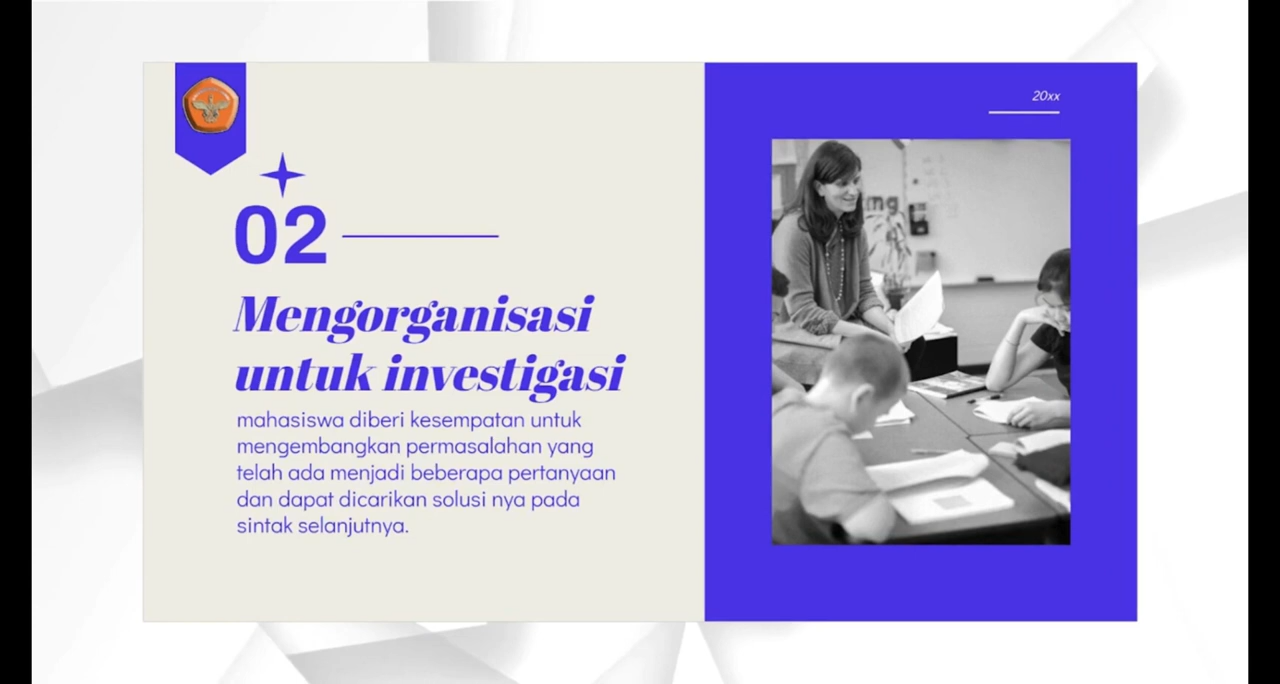 02
Mengorganisasi
untuk investigasi
mahasiswa diberi kesempatan untuk
mengembangkan permasalahan yang
telah ada menjadi beberapa pertanyaan
dan dapat dicarikan solusi nya pada
sintak selanjutnya.
20xx